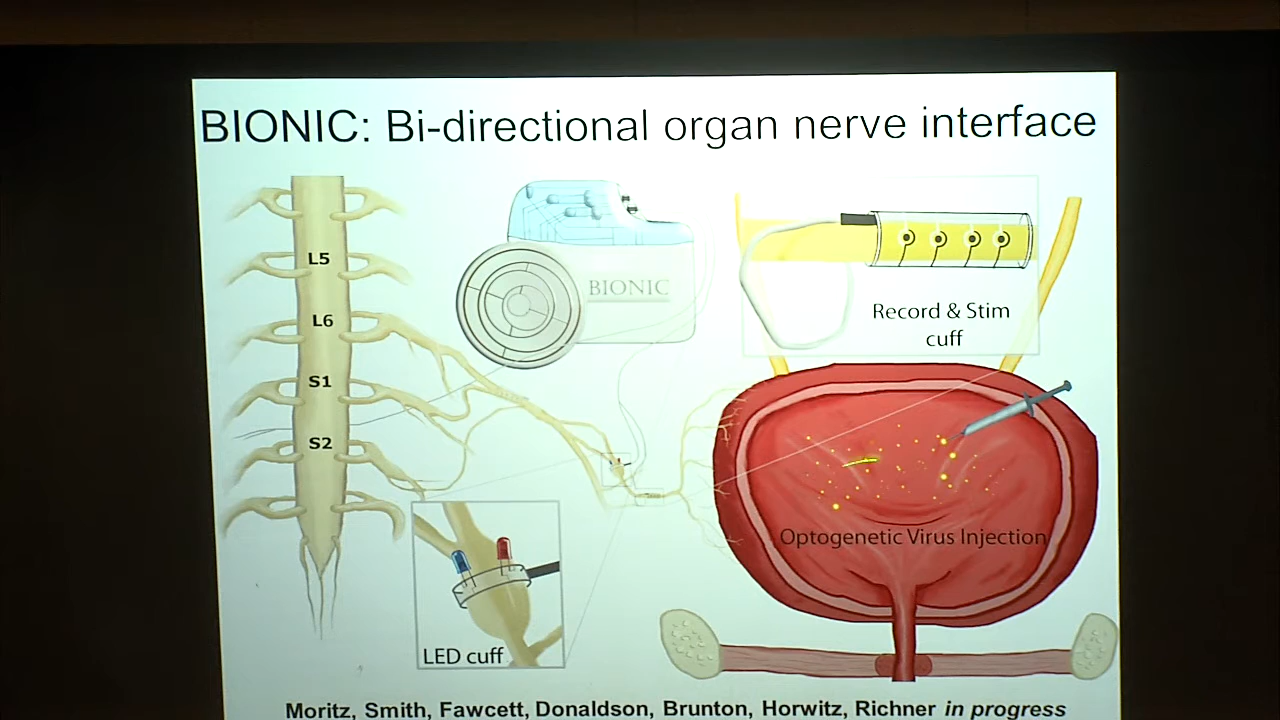 BIONIC: Bi-directional organ nerve interface
L5
L6
S1
S2
BIONIC
Record & Stim
cuff
Optogenetic Virus Injection
LED cuff
Moritz, Smith, Fawcett, Donaldson, Brunton, Horwitz, Richner in progress